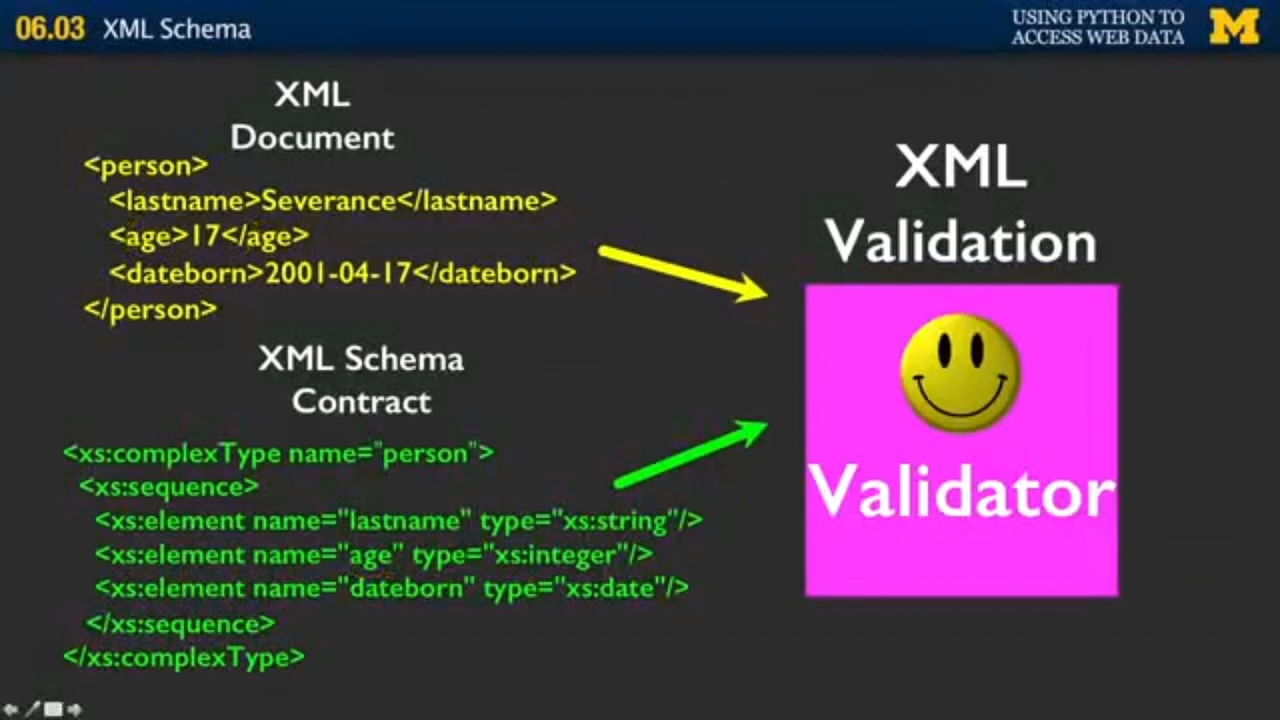 06.03 XML Schema
USING PYTHON TO
ACCESS WEB DATA
M
XML
Document
<person>
<lastname>Severance</lastname>
<age>17</age>
<dateborn>2001-04-17</dateborn>
</person>
XML Schema
Contract
<xs:complexType name="person">
<xs:sequence>
<xs:element name="lastname" type="xs:string"/>
<xs:element name="age" type="xs:integer"/>
<xs:element name="dateborn" type="xs:date"/>
</xs:sequence>
</xs:complexType>
XML
Validation
Validator